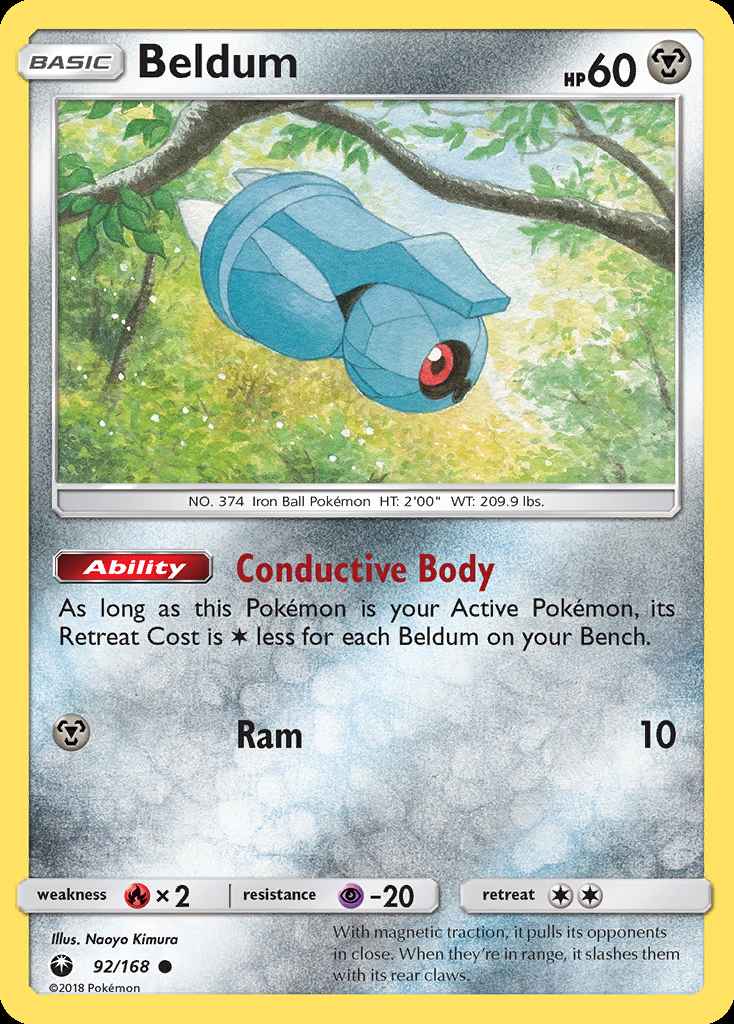 BASIC Beldum HP60
NO. 374 Iron Ball Pokémon HT: 2'00" WT: 209.9 lbs.
Ability Conductive Body
As long as this Pokémon is your Active Pokémon, its
Retreat Cost is less for each Beldum on your Bench.
Ram 10
weakness ×2 resistance -20 retreat
Illus. Naoyo Kimura
92/168
©2018 Pokémon
With magnetic traction, it pulls its opponents
in close. When they're in range, it slashes them
with its rear claws.